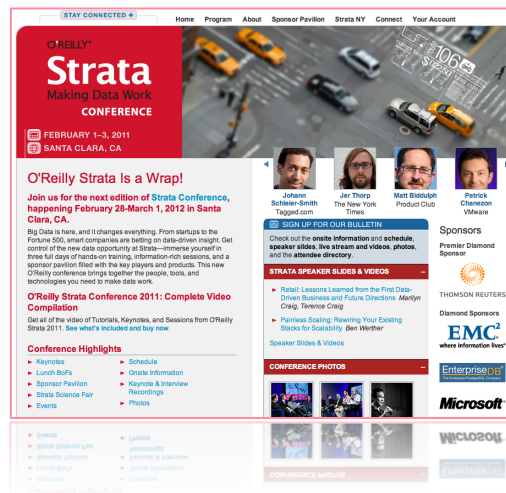 STAY CONNECTED +
Home Program About Sponsor Pavilion Strata NY Connect Your Account
O'REILLY®
Strata
Making Data Work
CONFERENCE
FEBRUARY 1–3, 2011
SANTA CLARA, CA
106
O'Reilly Strata Is a Wrap!
Join us for the next edition of Strata Conference,
happening February 28-March 1, 2012 in Santa
Clara, CA.
Big Data is here, and it changes everything. From startups to the
Fortune 500, smart companies are betting on data-driven insight. Get
control of the new data opportunity at Strata—immerse yourself in
three full days of hands-on training, information-rich sessions, and a
sponsor pavilion filled with the key players and products. This new
O'Reilly conference brings together the people, tools, and
technologies you need to make data work.
O'Reilly Strata Conference 2011: Complete Video
Compilation
Get all of the video of Tutorials, Keynotes, and Sessions from O'Reilly
Strata 2011. See what's included and buy now.
Conference Highlights
Keynotes
Lunch BoFs
Sponsor Pavilion
Strata Science Fair
Events
Schedule
Onsite Information
Keynote & Interview
Recordings
Photos
Johann
Schleier-Smith
Tagged.com
Jer Thorp
The New York
Times
Matt Biddulph
Product Club
Patrick
Chanezon
VMware
SIGN UP FOR OUR BULLETIN
Check out the onsite information and schedule,
speaker slides, live stream and videos, photos,
and the attendee directory.
STRATA SPEAKER SLIDES & VIDEOS
Retail: Lessons Learned from the First Data-
Driven Business and Future Directions Marilyn
Craig, Terence Craig
Painless Scaling: Rewiring Your Existing
Stacks for Scalability Ben Werther
Speaker Slides & Videos
CONFERENCE PHOTOS
Sponsors
Premier Diamond
Sponsor
THOMSON REUTERS
Diamond Sponsors
EMC²
where information lives®
EnterpriseDB®
The Enterprise PostgreSQL Company
Microsoft®